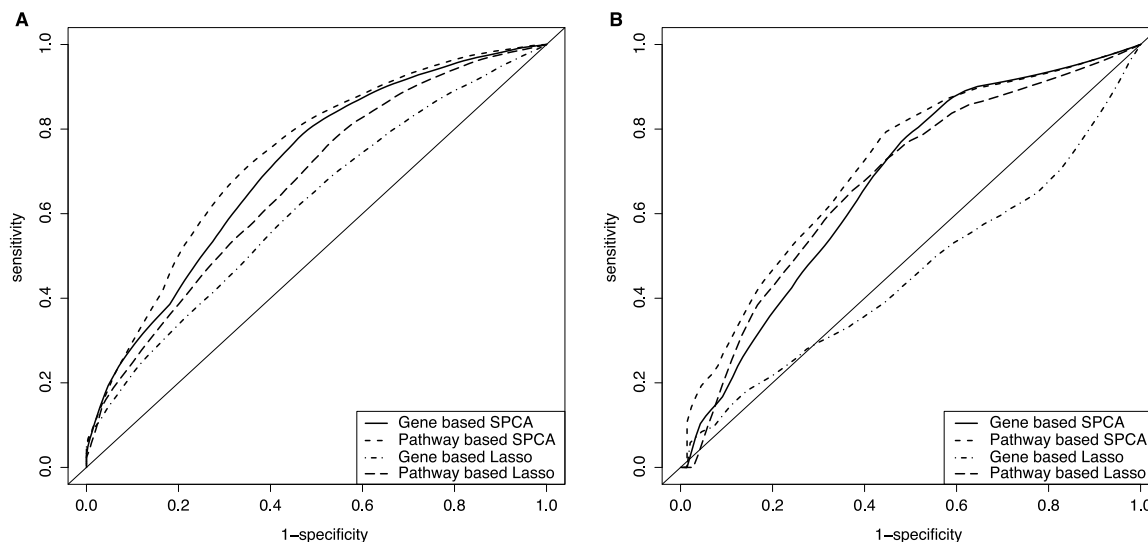 A
sensitivity
1.0
0.8
0.6
0.4
0.2
0.0
Gene based SPCA
Pathway based SPCA
Gene based Lasso
Pathway based Lasso
0.0 0.2 0.4 0.6 0.8 1.0
1−specificity
B
sensitivity
1.0
0.8
0.6
0.4
0.2
0.0
Gene based SPCA
Pathway based SPCA
Gene based Lasso
Pathway based Lasso
0.0 0.2 0.4 0.6 0.8 1.0
1−specificity